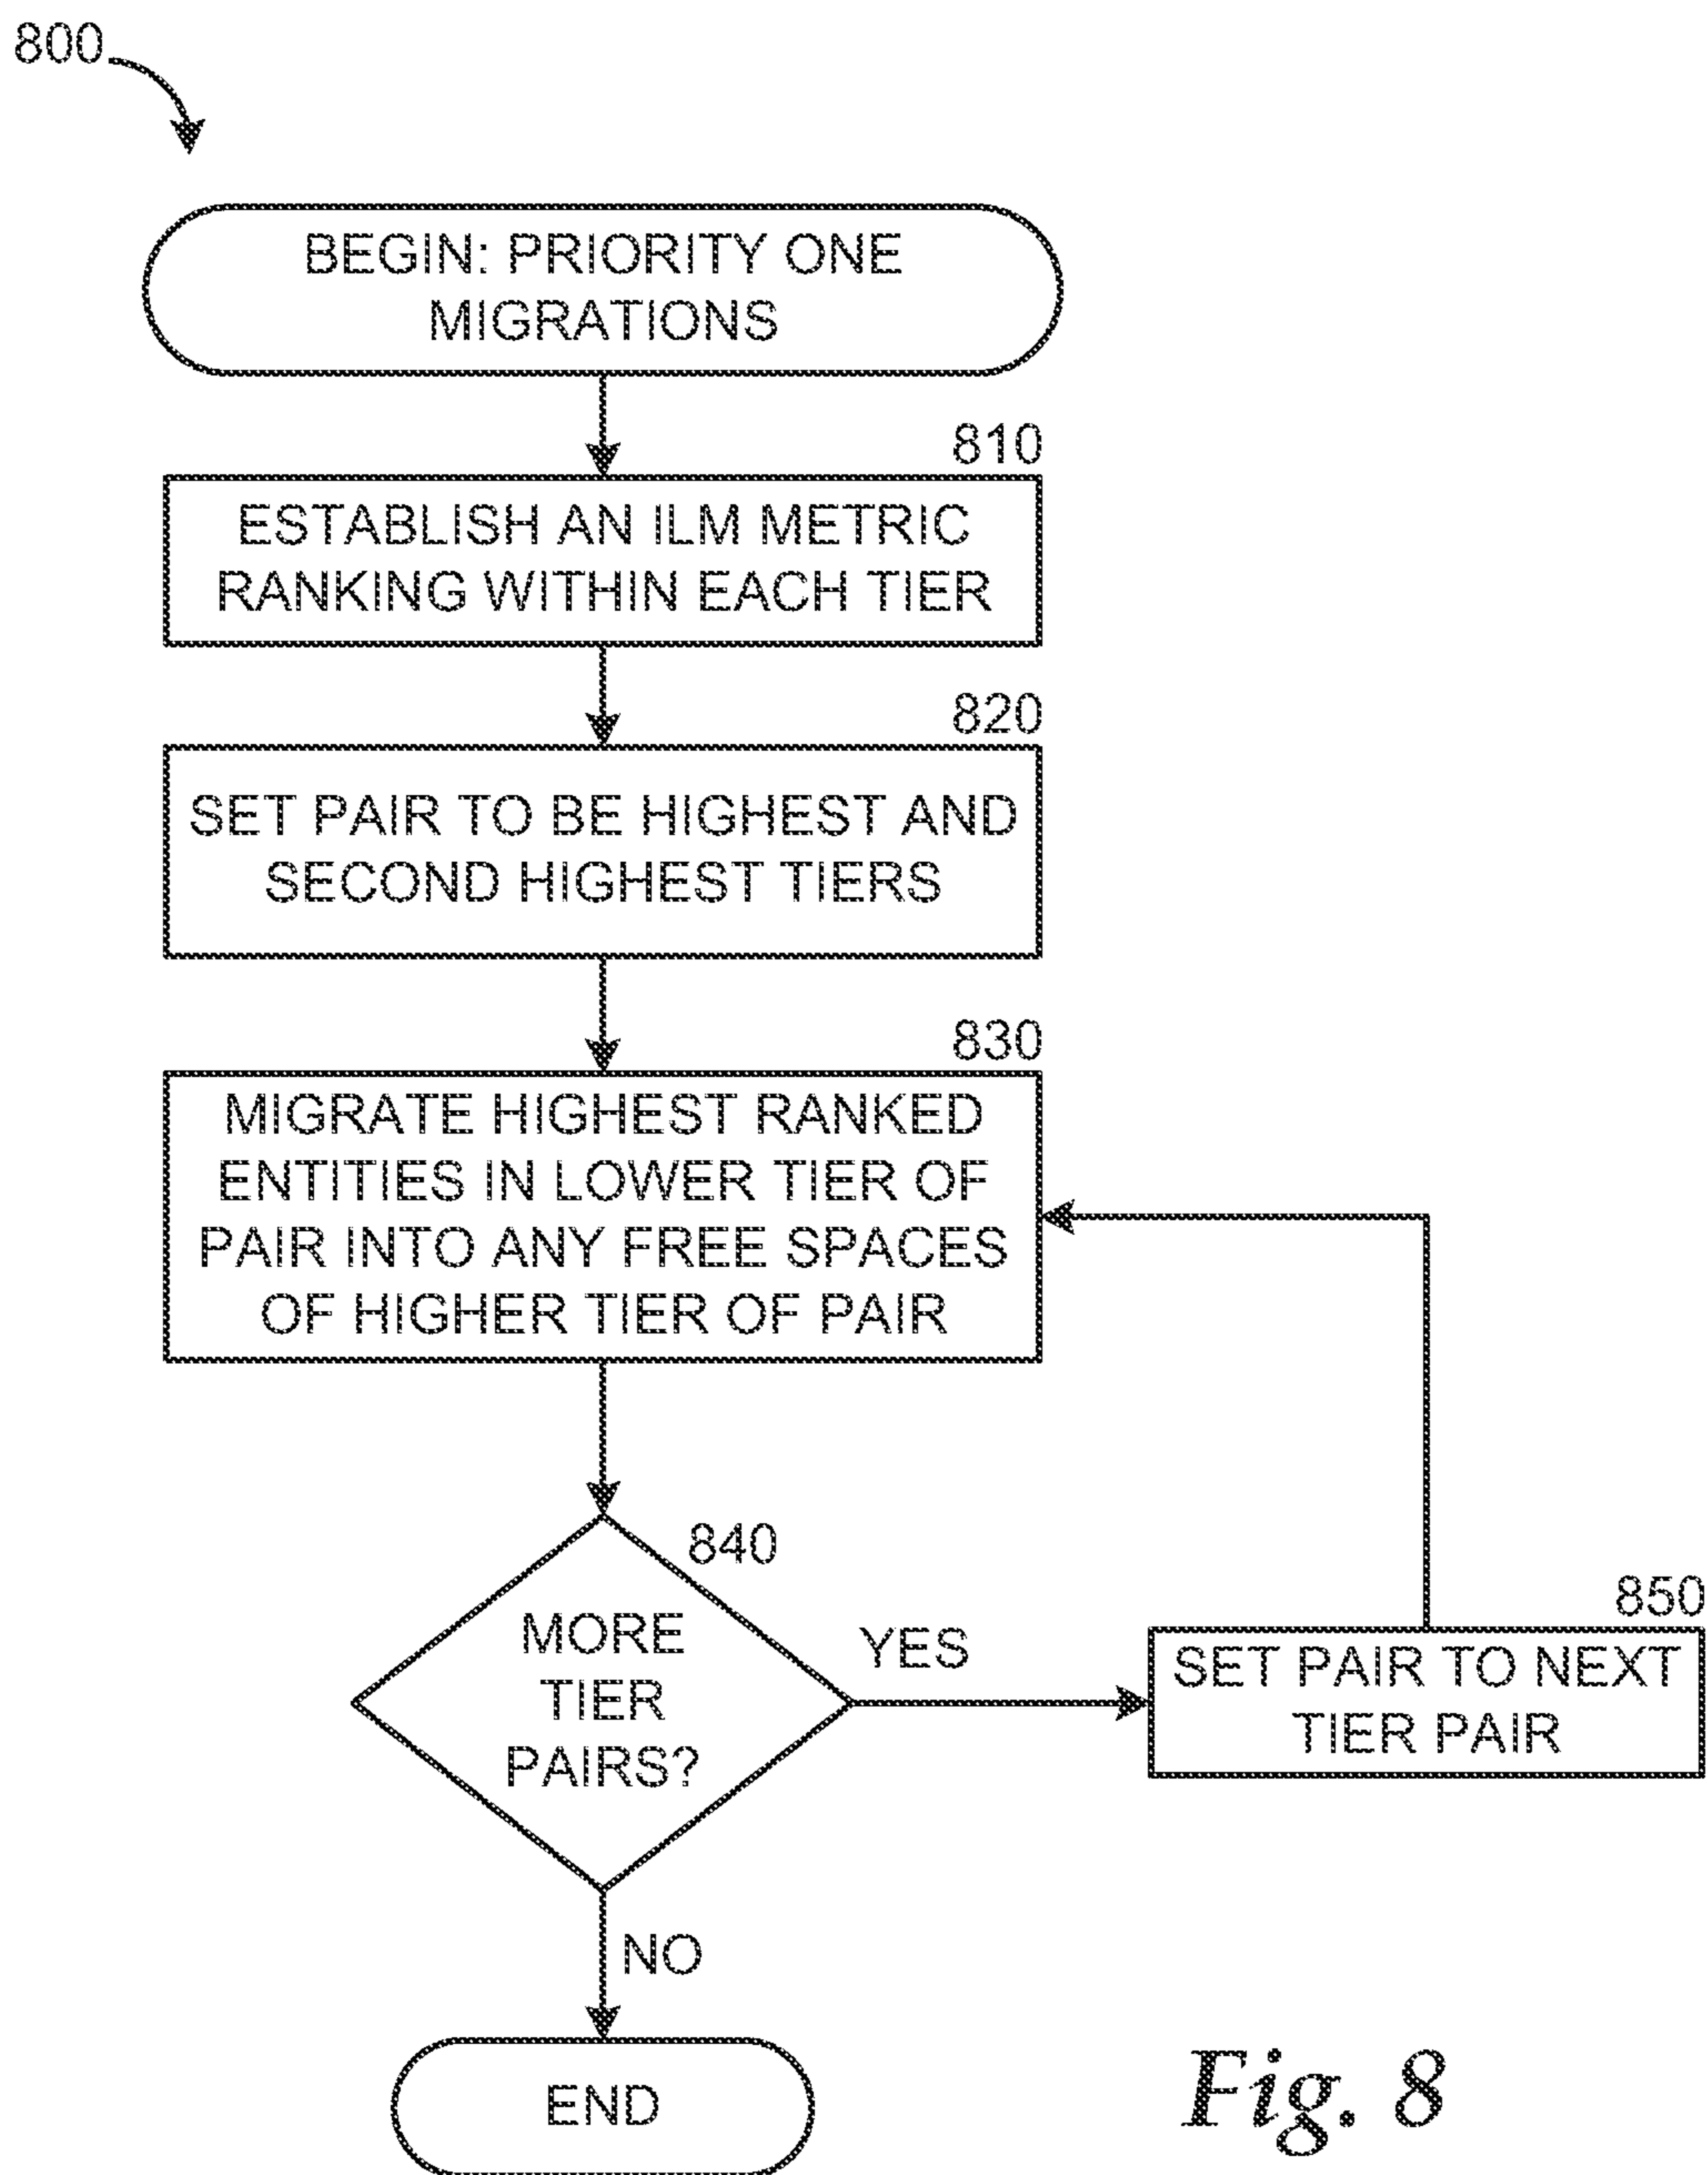 800
BEGIN: PRIORITY ONE
MIGRATIONS
810
ESTABLISH AN ILM METRIC
RANKING WITHIN EACH TIER
820
SET PAIR TO BE HIGHEST AND
SECOND HIGHEST TIERS
830
MIGRATE HIGHEST RANKED
ENTITIES IN LOWER TIER OF
PAIR INTO ANY FREE SPACES
OF HIGHER TIER OF PAIR
840
MORE
TIER
PAIRS?
YES
850
SET PAIR TO NEXT
TIER PAIR
NO
END
Fig. 8